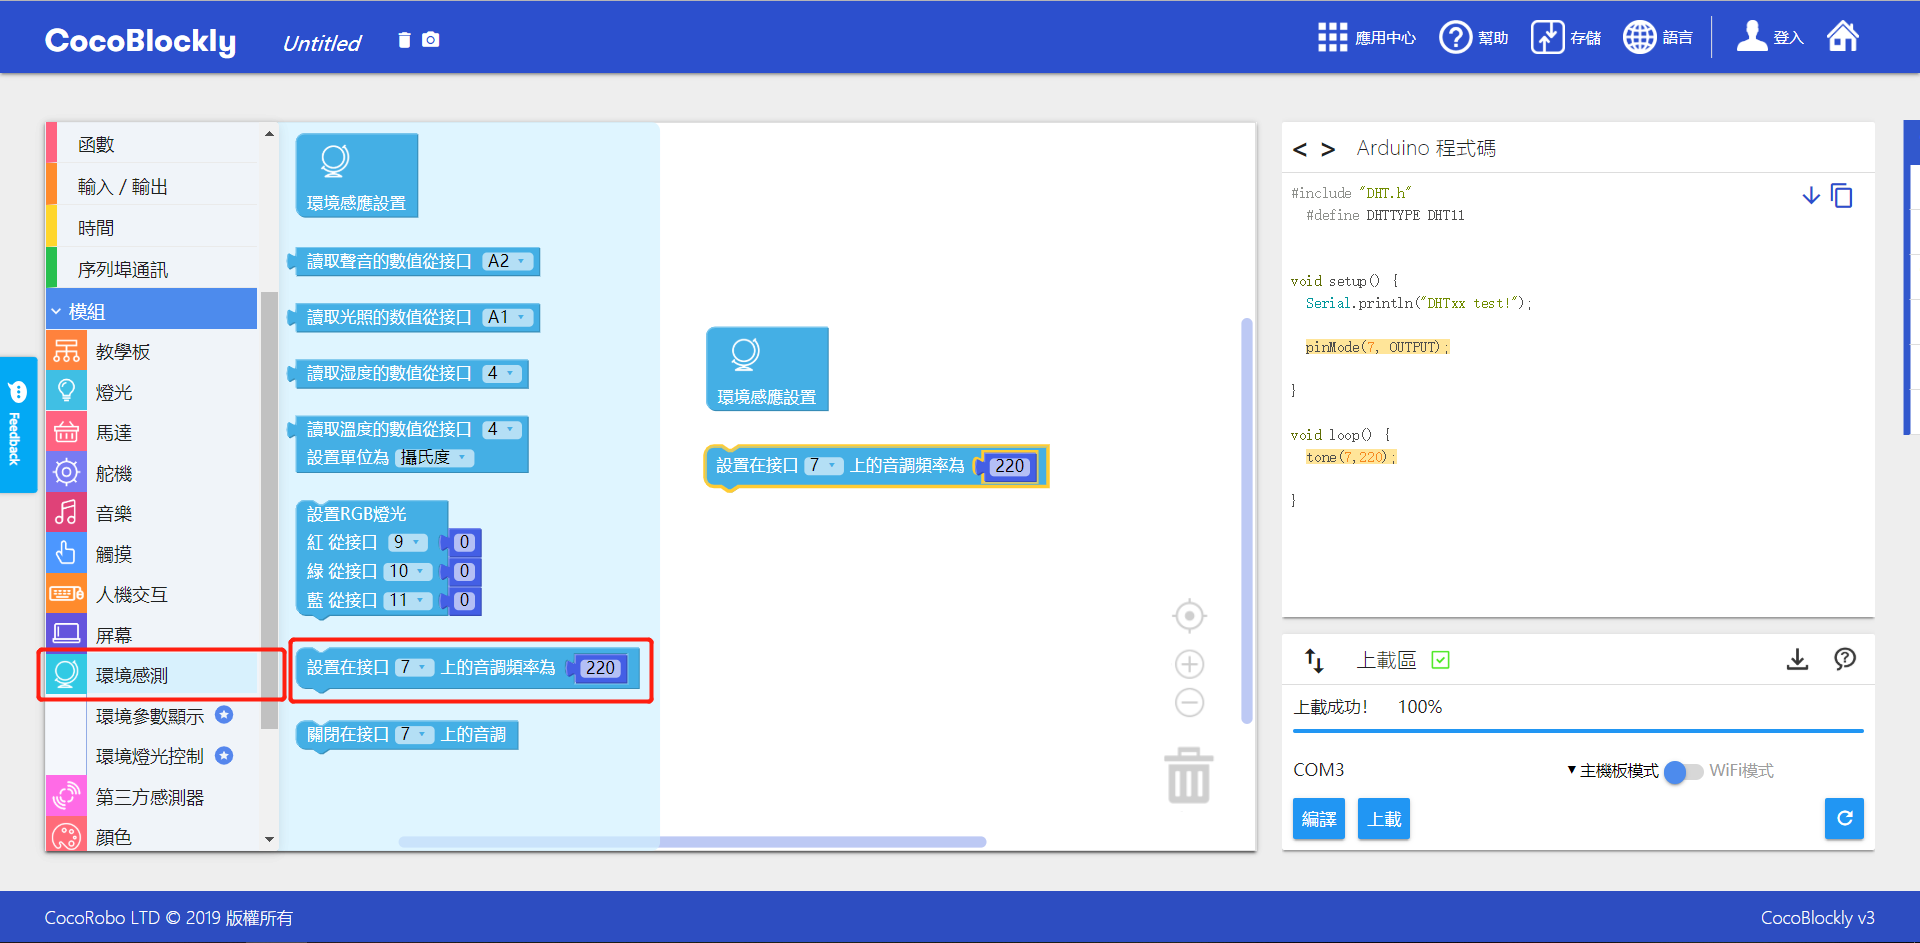 CocoBlockly
Untitled
應用中心
幫助
存儲
語言
登入
函數
輸入 / 輸出
時間
序列埠通訊
模組
教學板
燈光
馬達
舵機
音樂
觸摸
人機交互
屏幕
環境感測
環境參數顯示
環境燈光控制
第三方感測器
顏色
Feedback
環境感應設置
讀取聲音的數值從接口 A2
讀取光照的数值從接口 A1
讀取湿度的數值從接口 4
讀取溫度的數值從接口 4
設置單位為 攝氏度
設置RGB燈光
紅 從接口 9 0
綠 從接口 10 0
藍 從接口 11 0
設置在接口 7 上的音調頻率為 220
關閉在接口 7 上的音調
環境感應設置
設置在接口 7 上的音調頻率為 220
< > Arduino 程式碼
#include "DHT.h"
#define DHTTYPE DHT11
void setup() {
Serial.println("DHTxx test!");
pinMode(7, OUTPUT);
}
void loop() {
tone(7,220);
}
上載區
上載成功! 100%
COM3
▼主機板模式
WiFi模式
編譯
上載
CocoRobo LTD © 2019 版權所有
CocoBlockly v3